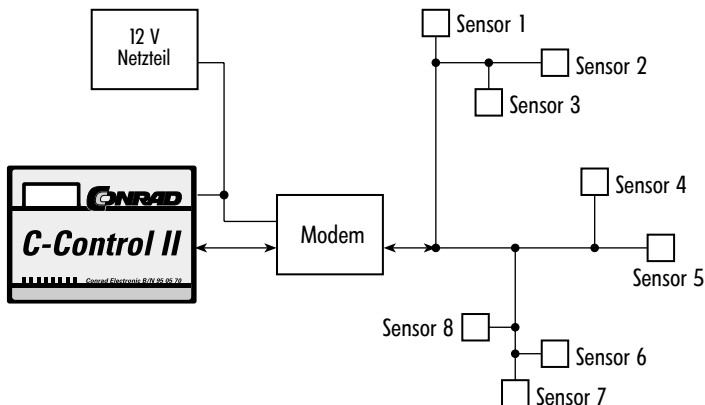 12 V
Netzteil
Sensor 1
Sensor 2
Sensor 3
CONRAD
C-Control II
Conrad Electronic B/N 95 05 70
Modem
Sensor 4
Sensor 5
Sensor 8
Sensor 6
Sensor 7